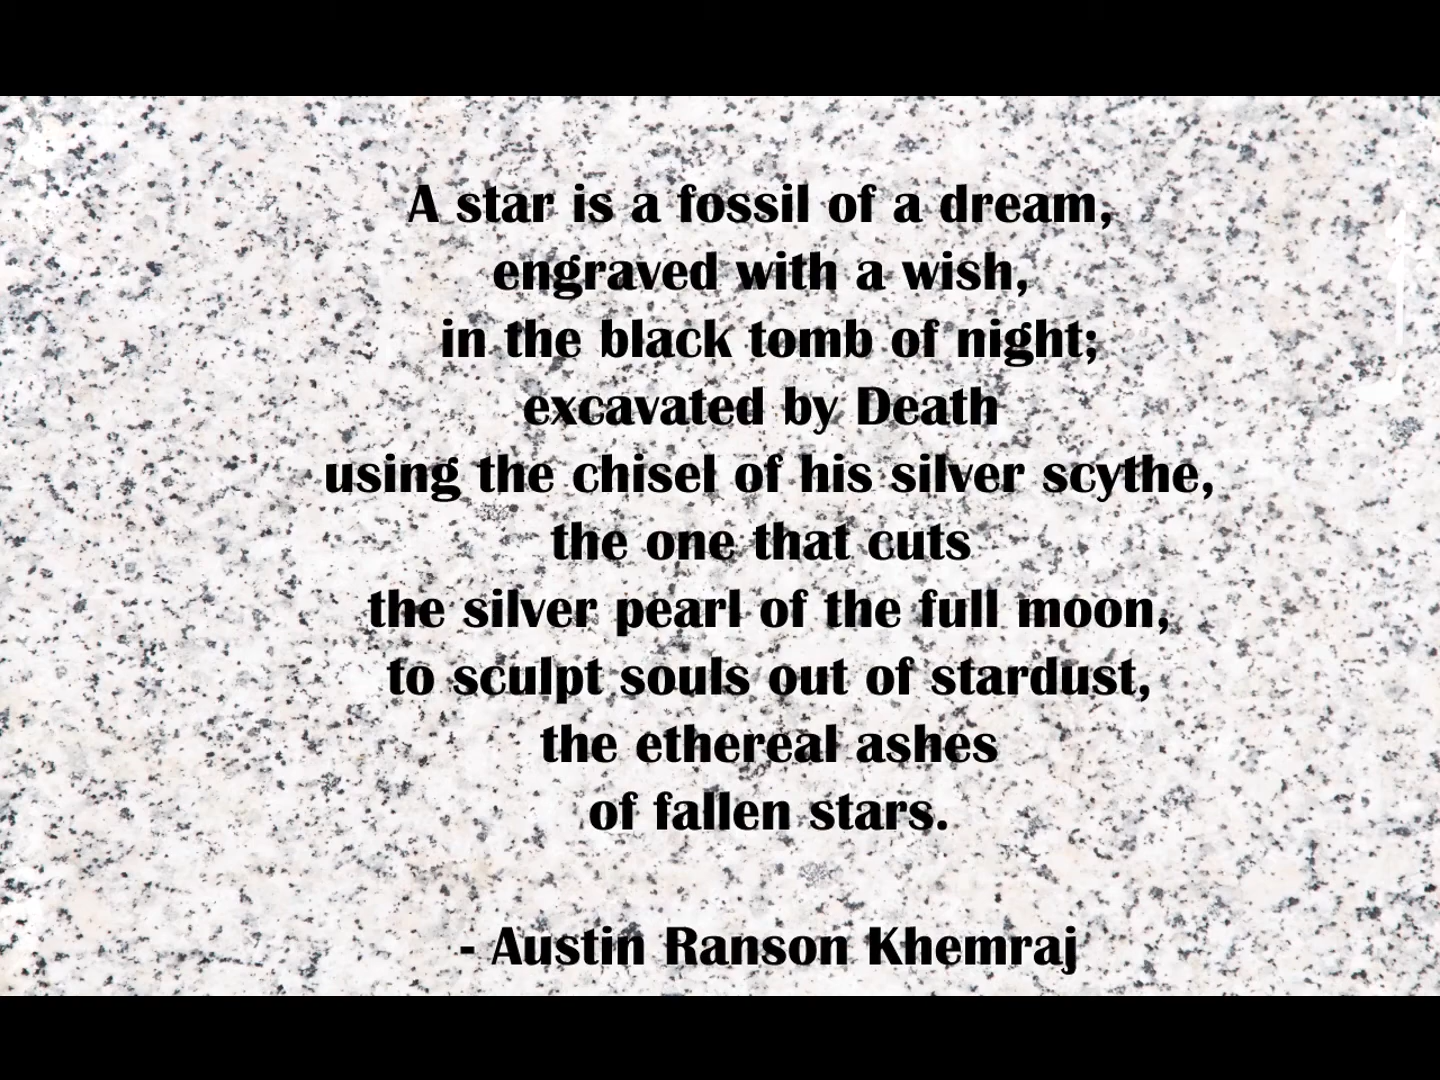 A star is a fossil of a dream,
engraved with a wish,
in the black tomb of night;
excavated by Death
using the chisel of his silver scythe,
the one that cuts
the silver pearl of the full moon,
to sculpt souls out of stardust,
the ethereal ashes
of fallen stars.
- Austin Ranson Khemraj